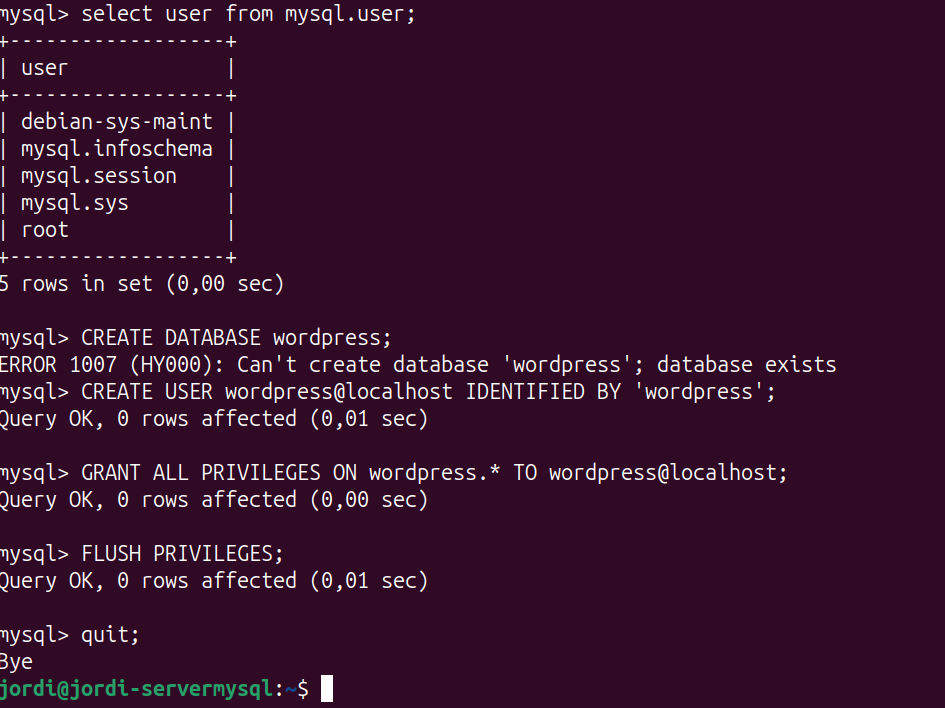 mysql> select user from mysql.user;
+------------------+
| user             |
+------------------+
| debian-sys-maint |
| mysql.infoschema |
| mysql.session    |
| mysql.sys        |
| root             |
+------------------+
5 rows in set (0,00 sec)

mysql> CREATE DATABASE wordpress;
ERROR 1007 (HY000): Can't create database 'wordpress'; database exists
mysql> CREATE USER wordpress@localhost IDENTIFIED BY 'wordpress';
Query OK, 0 rows affected (0,01 sec)

mysql> GRANT ALL PRIVILEGES ON wordpress.* TO wordpress@localhost;
Query OK, 0 rows affected (0,00 sec)

mysql> FLUSH PRIVILEGES;
Query OK, 0 rows affected (0,01 sec)

mysql> quit;
Bye
jordi@jordi-servermysql:~$